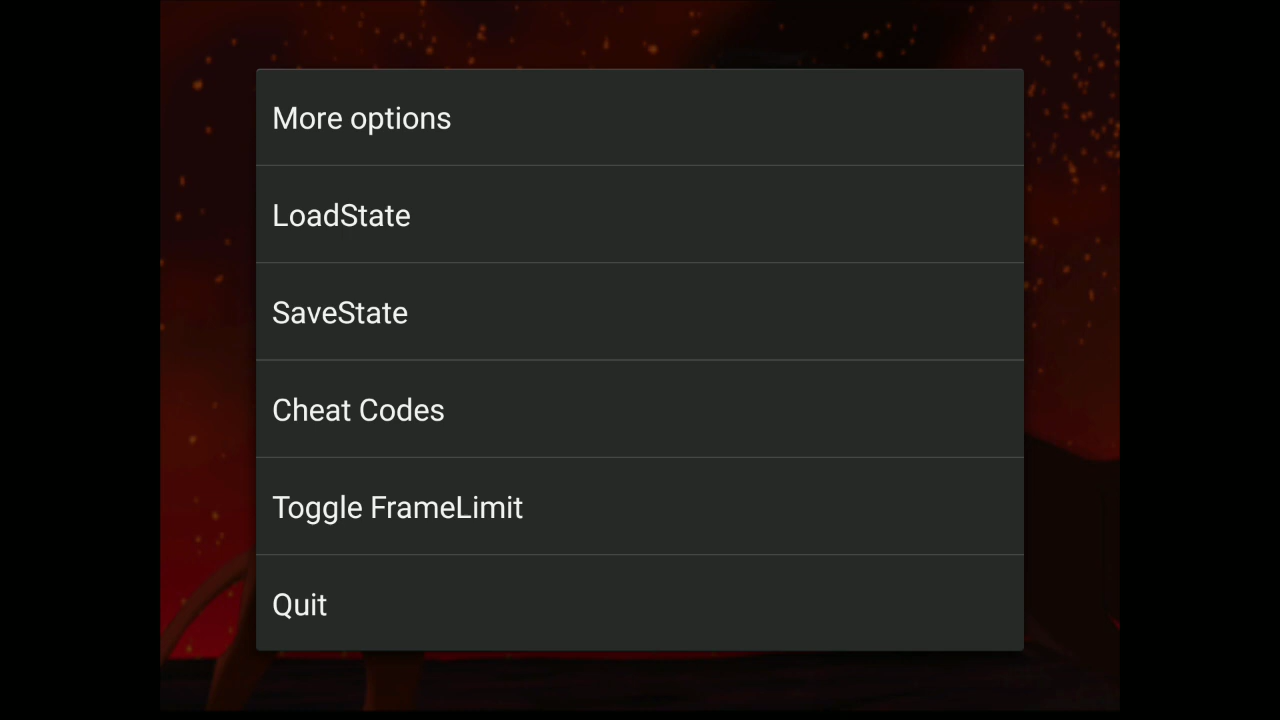 More options
LoadState
SaveState
Cheat Codes
Toggle FrameLimit
Quit